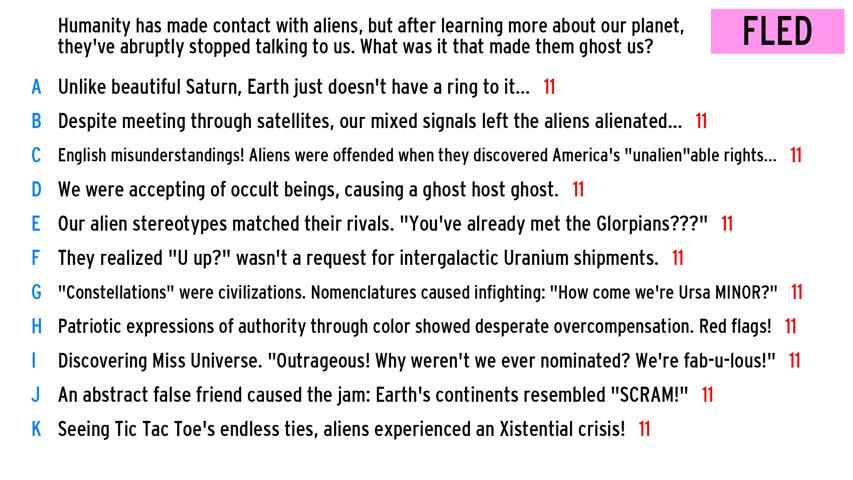 Humanity has made contact with aliens, but after learning more about our planet,
they've abruptly stopped talking to us. What was it that made them ghost us?
FLED
A Unlike beautiful Saturn, Earth just doesn't have a ring to it... 11
B Despite meeting through satellites, our mixed signals left the aliens alienated... 11
C English misunderstandings! Aliens were offended when they discovered America's "unalien"able rights... 11
D We were accepting of occult beings, causing a ghost host ghost. 11
E Our alien stereotypes matched their rivals. "You've already met the Glorpians???" 11
F They realized "U up?" wasn't a request for intergalactic Uranium shipments. 11
G "Constellations" were civilizations. Nomenclatures caused infighting: "How come we're Ursa MINOR?" 11
H Patriotic expressions of authority through color showed desperate overcompensation. Red flags! 11
I Discovering Miss Universe. "Outrageous! Why weren't we ever nominated? We're fab-u-lous!" 11
J An abstract false friend caused the jam: Earth's continents resembled "SCRAM!" 11
K Seeing Tic Tac Toe's endless ties, aliens experienced an Xistential crisis! 11